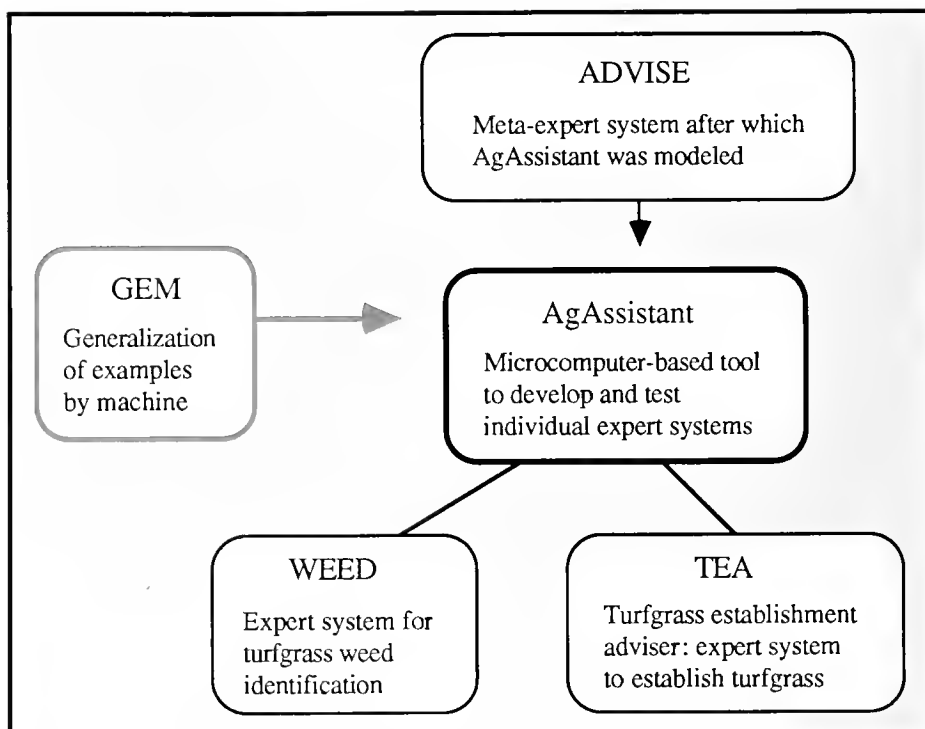 ADVISE
Meta-expert system after which
AgAssistant was modeled
GEM
Generalization
of examples
by machine
AgAssistant
Microcomputer-based tool
to develop and test
individual expert systems
WEED
Expert system for
turfgrass weed
identification
TEA
Turfgrass establishment
adviser: expert system
to establish turfgrass